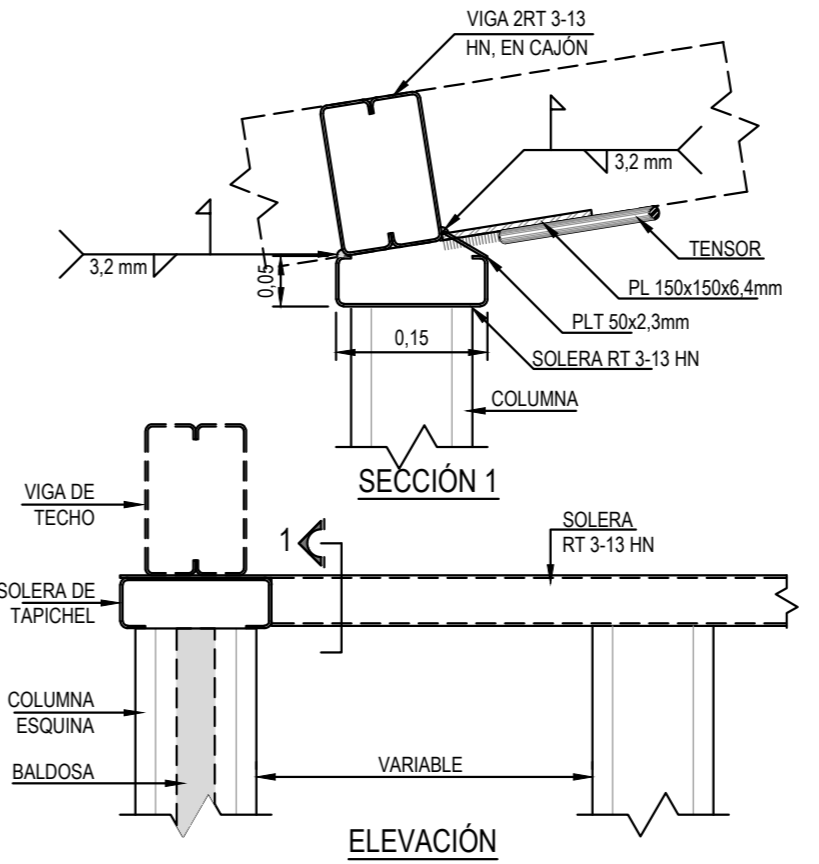 VIGA 2RT 3-13
HN, EN CAJÓN
3,2 mm
3,2 mm
0,05
TENSOR
PL 150x150x6,4mm
PLT 50x2,3mm
0,15
SOLERA RT 3-13 HN
COLUMNA
SECCIÓN 1
VIGA DE
TECHO
1
SOLERA
RT 3-13 HN
SOLERA DE
TAPICHEL
COLUMNA
ESQUINA
BALDOSA
VARIABLE
ELEVACIÓN